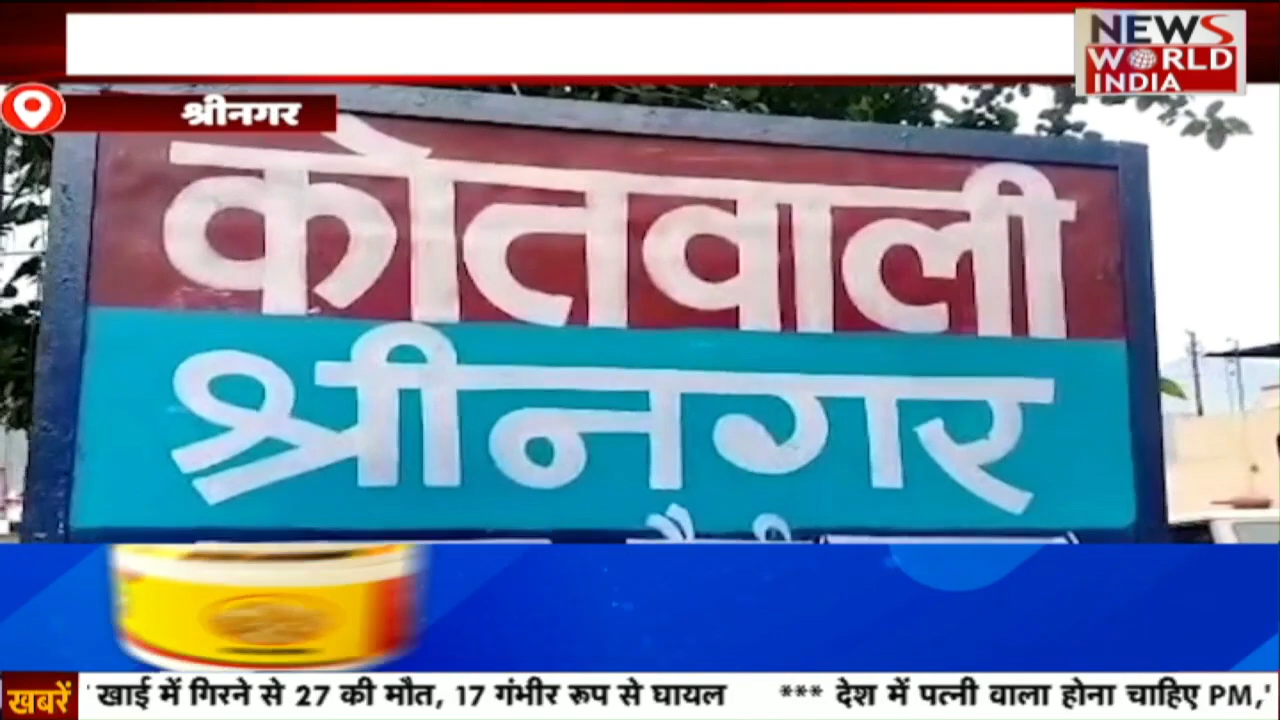 NEWS
WORLD
INDIA
श्रीनगर
कोतवाली
श्रीनगर
खबरें
खाई में गिरने से 27 की मौत, 17 गंभीर रूप से घायल *** देश में पत्नी वाला होना चाहिए PM,'